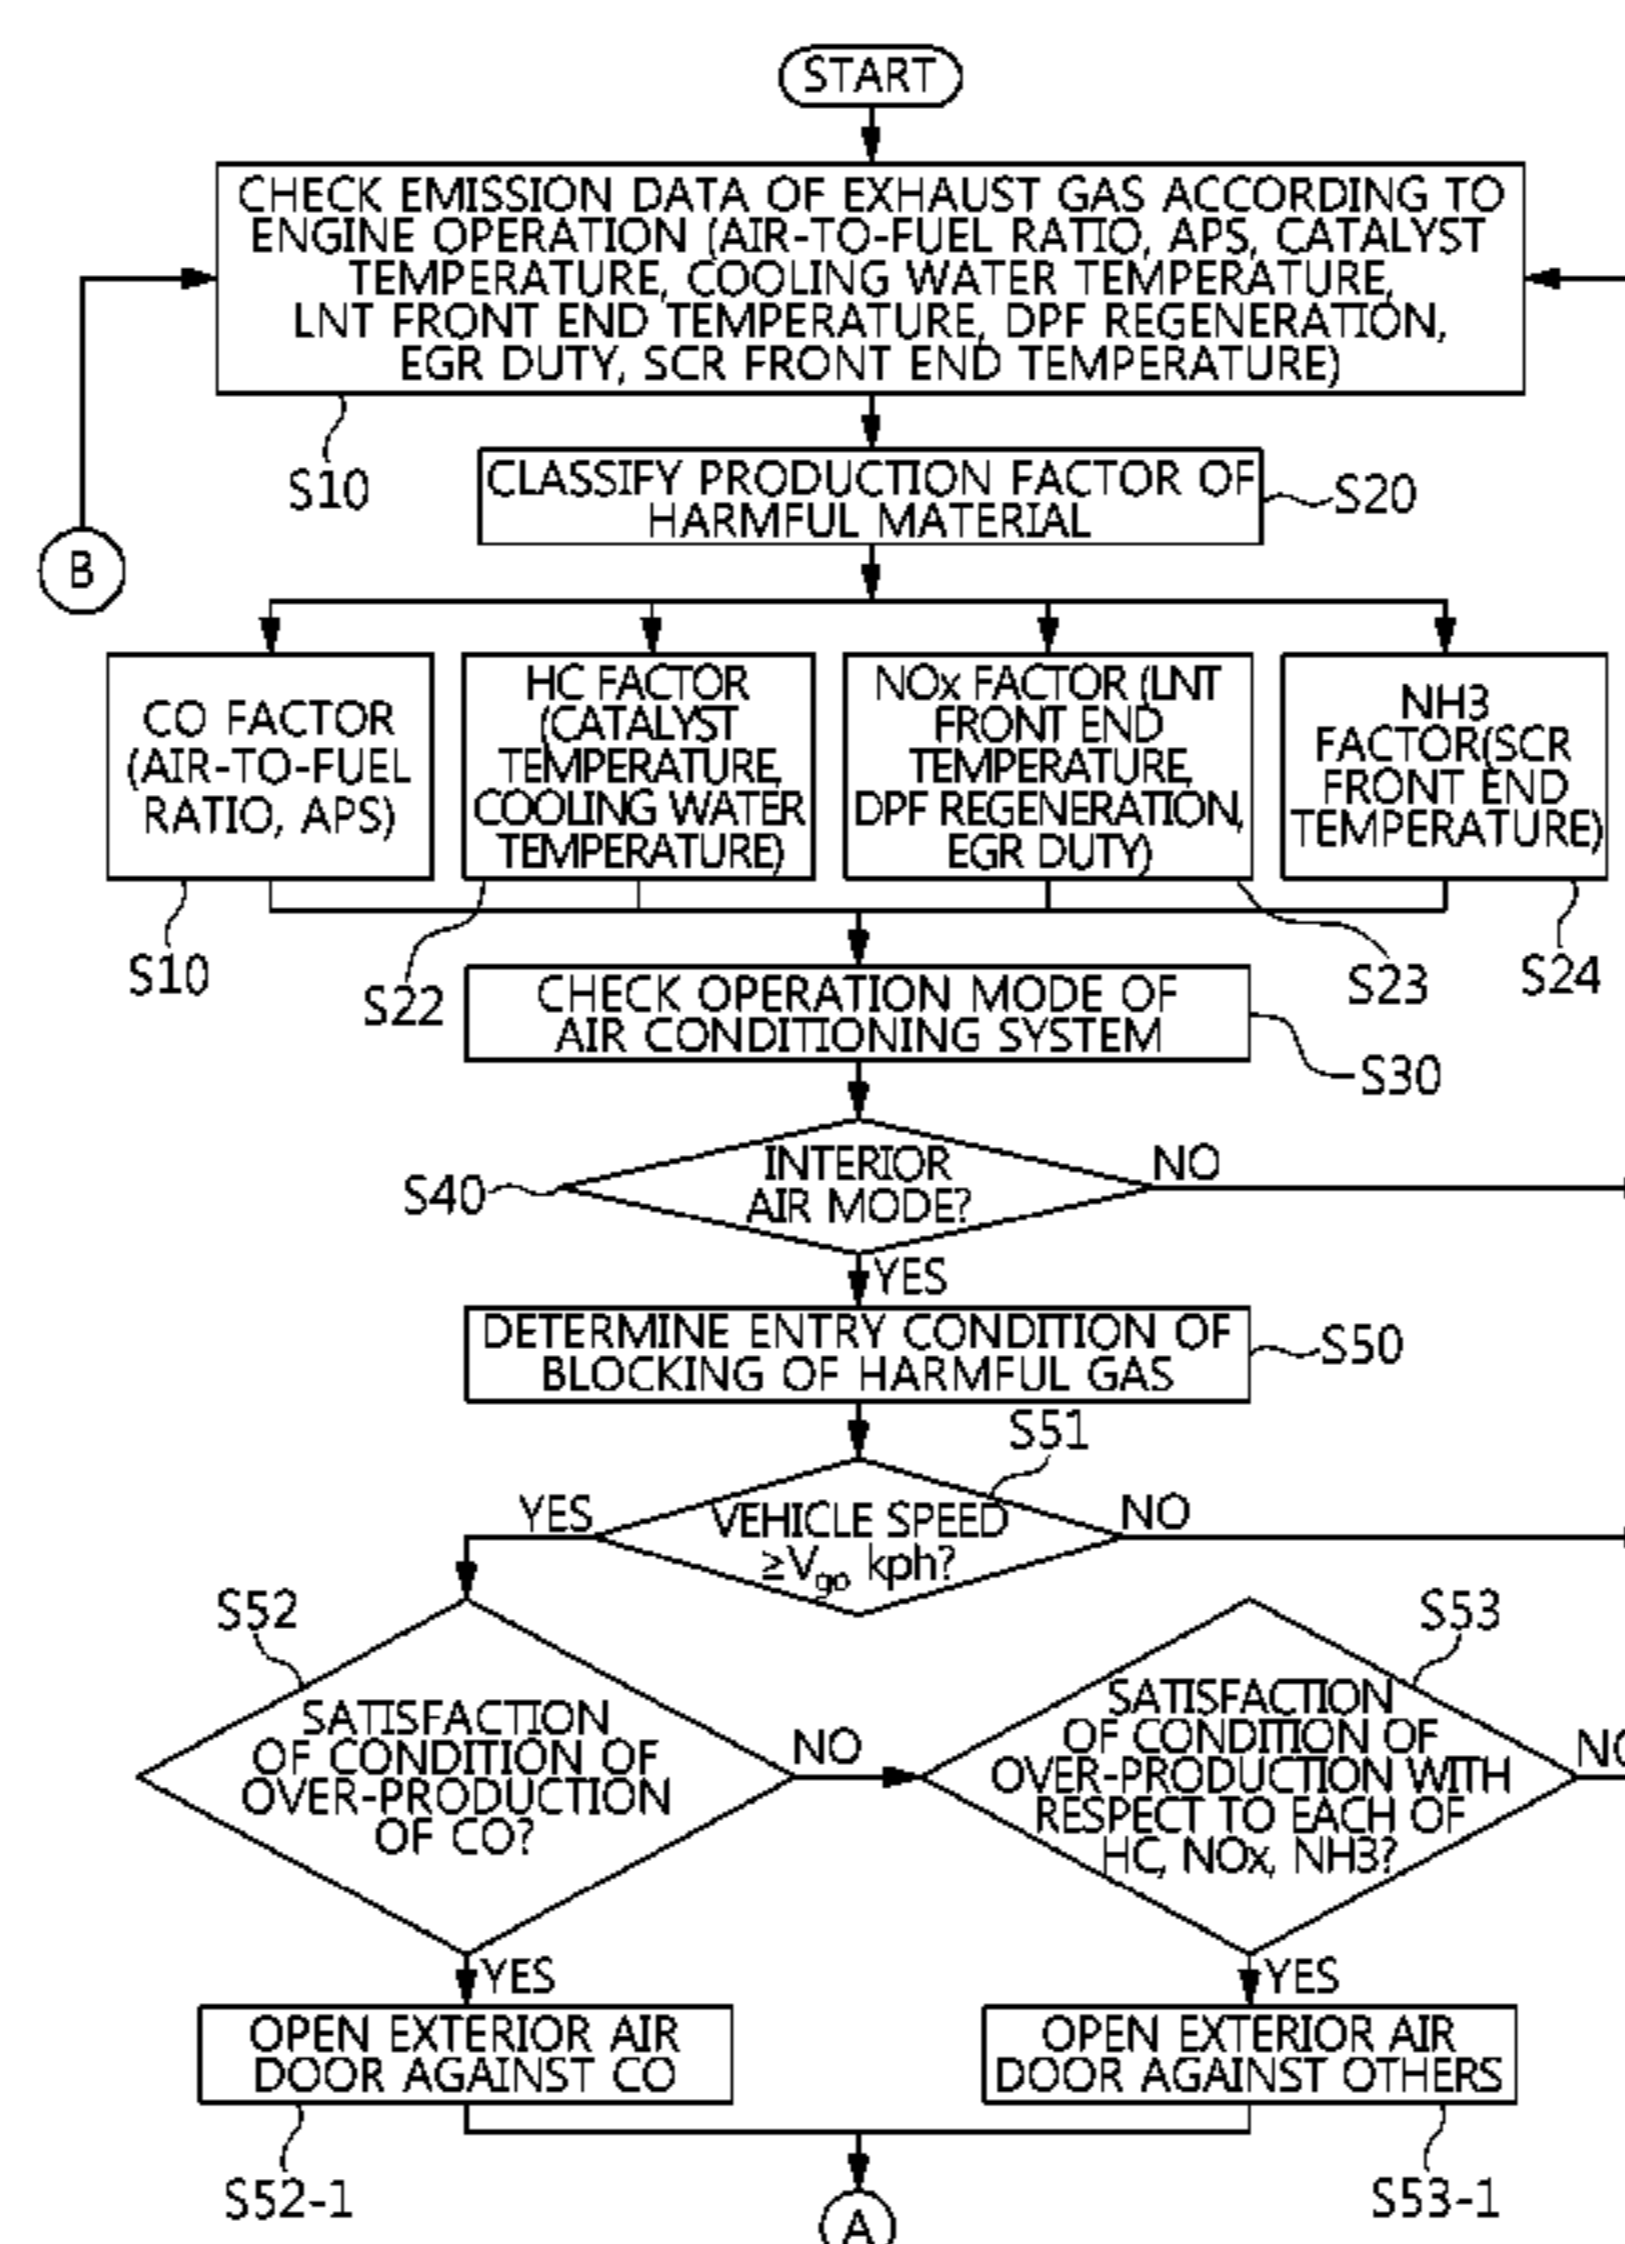 START
CHECK EMISSION DATA OF EXHAUST GAS ACCORDING TO
ENGINE OPERATION (AIR-TO-FUEL RATIO, APS, CATALYST
TEMPERATURE, COOLING WATER TEMPERATURE,
LNT FRONT END TEMPERATURE, DPF REGENERATION,
EGR DUTY, SCR FRONT END TEMPERATURE)
S10
CLASSIFY PRODUCTION FACTOR OF
HARMFUL MATERIAL
S20
B
CO FACTOR
(AIR-TO-FUEL
RATIO, APS)
S10
HC FACTOR
(CATALYST
TEMPERATURE,
COOLING WATER
TEMPERATURE)
S22
NOx FACTOR (LNT
FRONT END
TEMPERATURE,
DPF REGENERATION,
EGR DUTY)
S23
NH3
FACTOR(SCR
FRONT END
TEMPERATURE)
S24
CHECK OPERATION MODE OF
AIR CONDITIONING SYSTEM
S30
INTERIOR
AIR MODE?
S40
NO
YES
DETERMINE ENTRY CONDITION OF
BLOCKING OF HARMFUL GAS
S50
S51
VEHICLE SPEED
≥Vgo kph?
YES
NO
S52
SATISFACTION
OF CONDITION OF
OVER-PRODUCTION
OF CO?
NO
S53
SATISFACTION
OF CONDITION OF
OVER-PRODUCTION WITH
RESPECT TO EACH OF
HC, NOx, NH3?
NO
YES
YES
OPEN EXTERIOR AIR
DOOR AGAINST CO
S52-1
OPEN EXTERIOR AIR
DOOR AGAINST OTHERS
S53-1
A